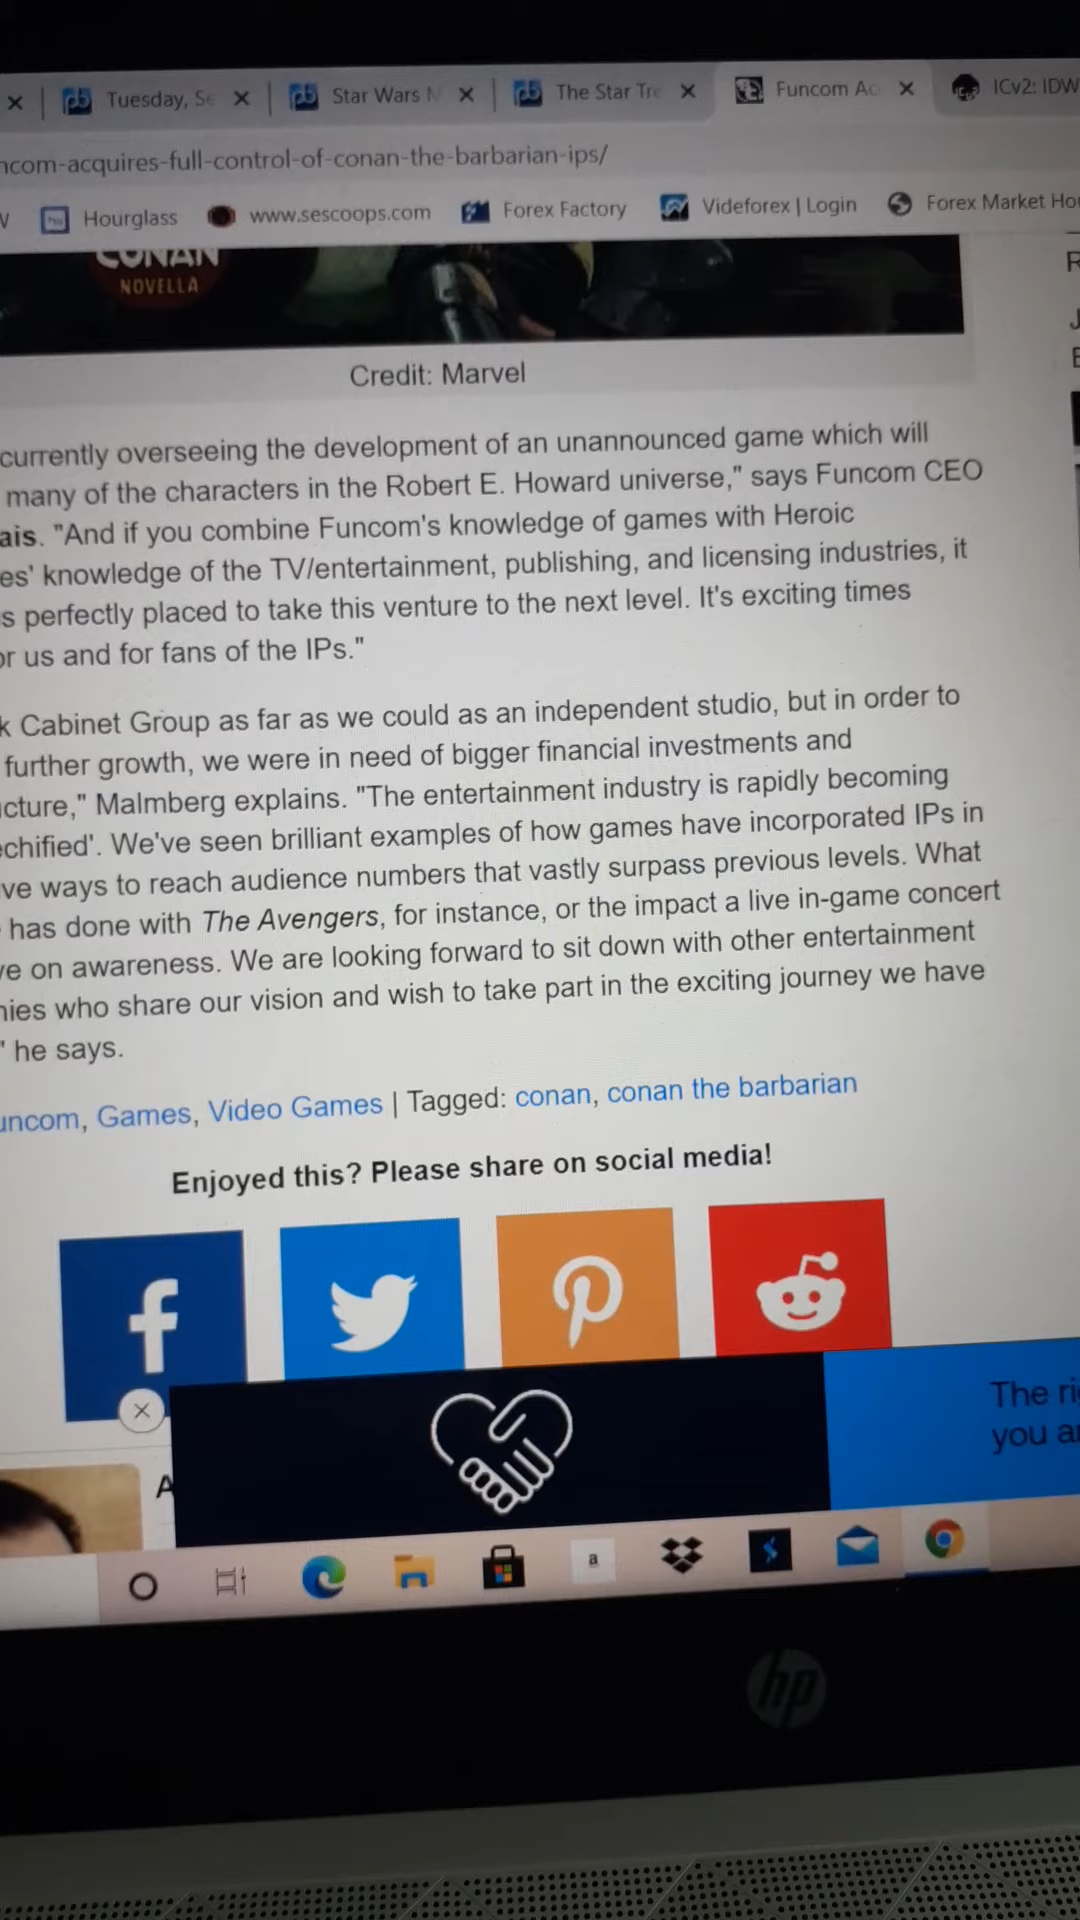 Tuesday, Se
Star Wars M
The Star Tre
Funcom Ac
ICv2: IDW
ncom-acquires-full-control-of-conan-the-barbarian-ips/
Hourglass
www.sescoops.com
Forex Factory
Videforex | Login
Forex Market Ho
CONAN
NOVELLA
Credit: Marvel
currently overseeing the development of an unannounced game which will
many of the characters in the Robert E. Howard universe," says Funcom CEO
ais. "And if you combine Funcom's knowledge of games with Heroic
es' knowledge of the TV/entertainment, publishing, and licensing industries, it
s perfectly placed to take this venture to the next level. It's exciting times
or us and for fans of the IPs."
k Cabinet Group as far as we could as an independent studio, but in order to
further growth, we were in need of bigger financial investments and
cture," Malmberg explains. "The entertainment industry is rapidly becoming
echified'. We've seen brilliant examples of how games have incorporated IPs in
ve ways to reach audience numbers that vastly surpass previous levels. What
has done with The Avengers, for instance, or the impact a live in-game concert
ve on awareness. We are looking forward to sit down with other entertainment
nies who share our vision and wish to take part in the exciting journey we have
" he says.
uncom, Games, Video Games | Tagged: conan, conan the barbarian
Enjoyed this? Please share on social media!
The ri
you a
A
a
hp